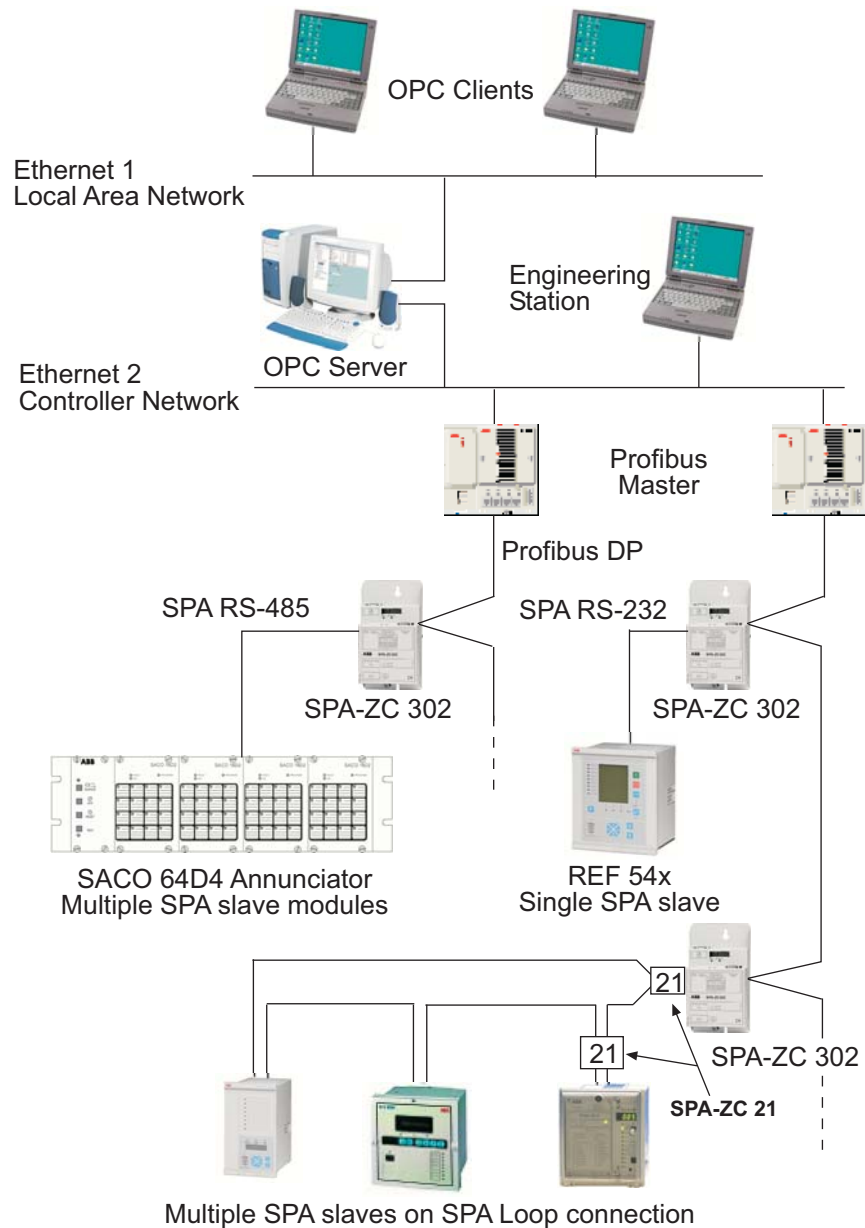 OPC Clients
Ethernet 1
Local Area Network
Engineering
Station
OPC Server
Ethernet 2
Controller Network
Profibus
Master
Profibus DP
SPA RS-485
SPA RS-232
SPA-ZC 302
SPA-ZC 302
ABB
SACO 64D4 Annunciator
Multiple SPA slave modules
REF 54x
Single SPA slave
21
21
SPA-ZC 302
SPA-ZC 21
Multiple SPA slaves on SPA Loop connection